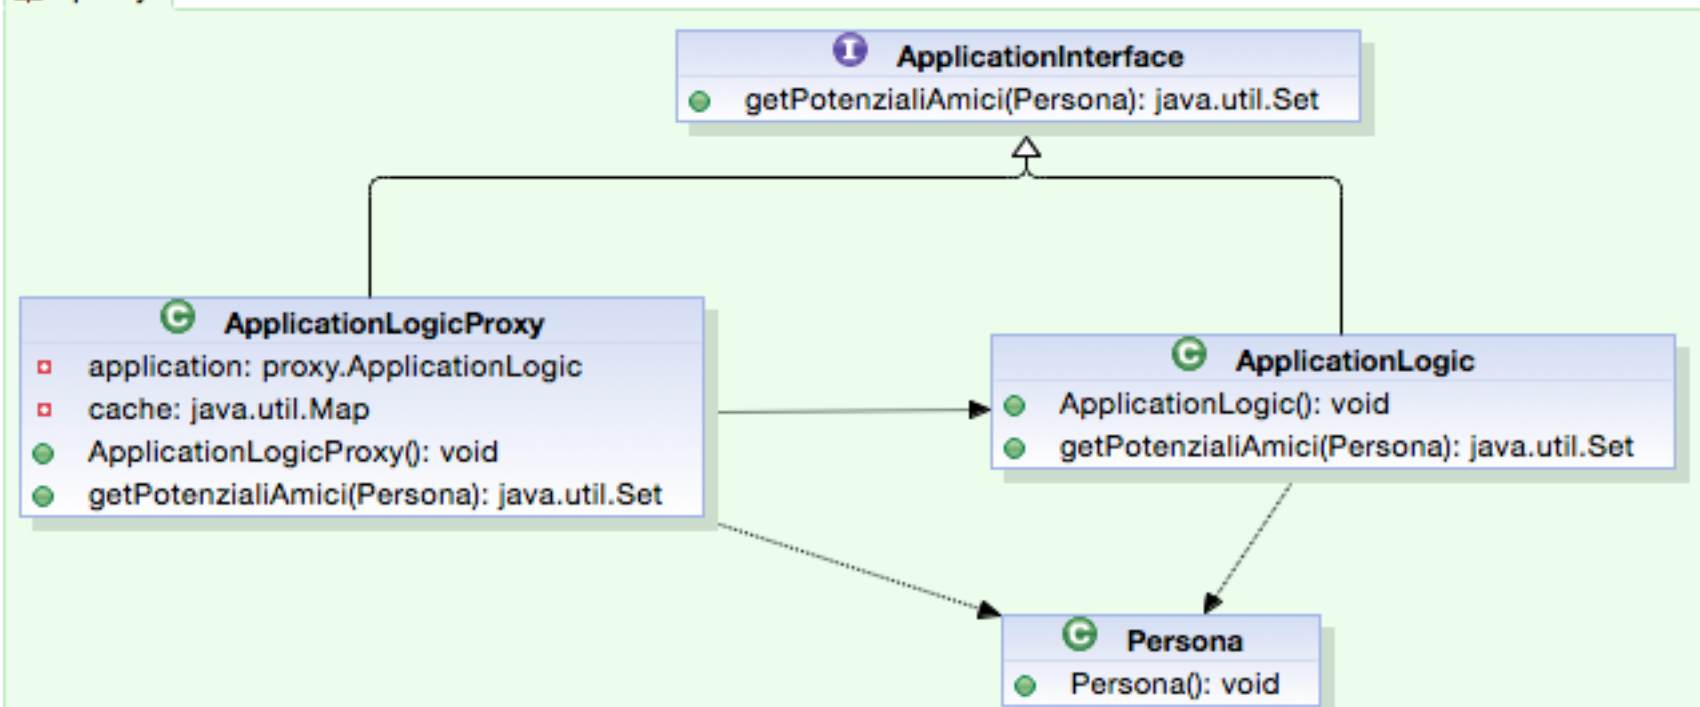 ApplicationInterface
getPotenzialiAmici(Persona): java.util.Set
ApplicationLogicProxy
application: proxy.ApplicationLogic
cache: java.util.Map
ApplicationLogicProxy(): void
getPotenzialiAmici(Persona): java.util.Set
ApplicationLogic
ApplicationLogic(): void
getPotenzialiAmici(Persona): java.util.Set
Persona
Persona(): void